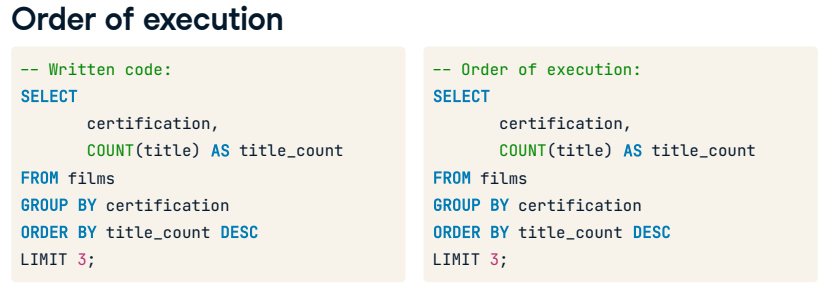 Order of execution
-- Written code:
SELECT
certification,
COUNT(title) AS title_count
FROM films
GROUP BY certification
ORDER BY title_count DESC
LIMIT 3;
-- Order of execution:
SELECT
certification,
COUNT(title) AS title_count
FROM films
GROUP BY certification
ORDER BY title_count DESC
LIMIT 3;